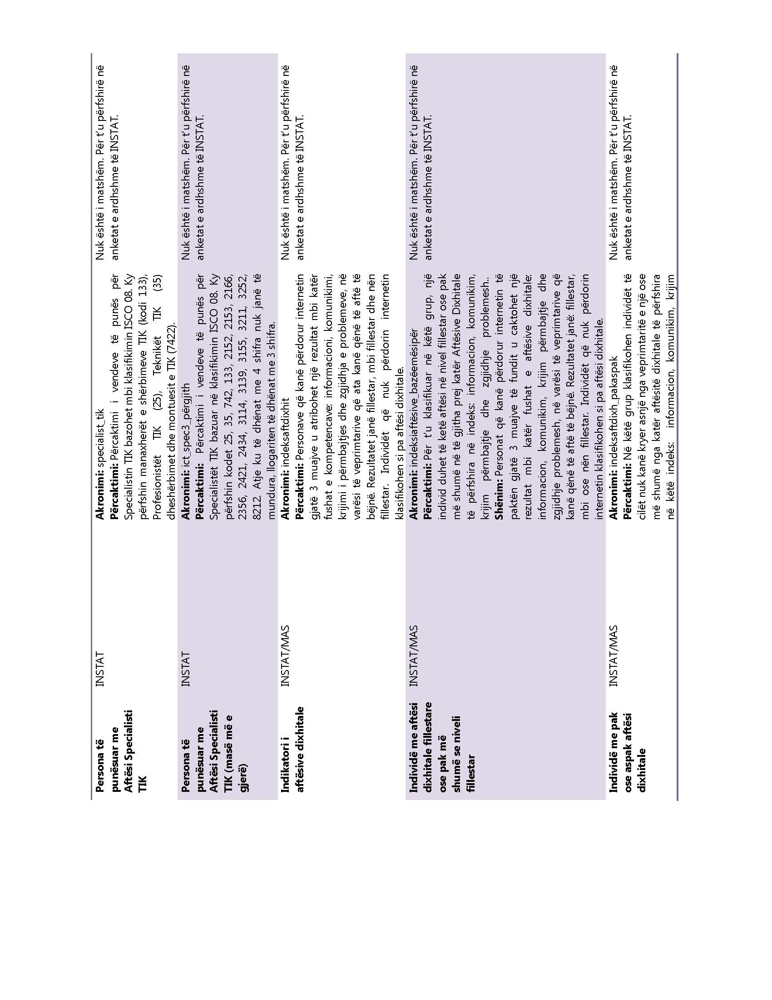 Persona të
punësuar me
Aftësi Specialisti
TIK
INSTAT
Akronimi: specialist_tik
Përcaktimi: Përcaktimi i vendeve të punës për
Specialistin TIK bazohet mbi klasifikimin ISCO 08. Ky
përfshin manaxherët e shërbimeve TIK (kodi 133),
Profesionistët TIK (25), Teknikët TIK (35)
dheshërbimet dhe montuesit e TIK (7422).
Nuk është i matshëm. Për t'u përfshirë në
anketat e ardhshme të INSTAT.
Persona të
punësuar me
Aftësi Specialisti
TIK (masë më e
gjerë)
INSTAT
Akronimi: ict_spec3_përgjith
Përcaktimi: Përcaktimi i vendeve të punës për
Specialistët TIK bazuar në klasifikimin ISCO 08. Ky
përfshin kodet 25, 35, 742, 133, 2152, 2153, 2166,
2356, 2421, 2434, 3114, 3139, 3155, 3211, 3252,
8212. Atje ku të dhënat me 4 shifra nuk janë të
mundura, llogariten të dhënat me 3 shifra.
Nuk është i matshëm. Për t'u përfshirë në
anketat e ardhshme të INSTAT.
Indikatori i
aftësive dixhitale
INSTAT/MAS
Akronimi: indeksaftdixhit
Përcaktimi: Personave që kanë përdorur internetin
gjatë 3 muajve u atribohet një rezultat mbi katër
fushat e kompetencave: informacioni, komunikimi,
krijimi i përmbajtjes dhe zgjidhja e problemeve, në
varësi të veprimtarive që ata kanë qënë të aftë të
bëjnë. Rezultatet janë fillestar, mbi fillestar dhe nën
fillestar. Individët që nuk përdorin internetin
klasifikohen si pa aftësi dixhitale.
Nuk është i matshëm. Për t'u përfshirë në
anketat e ardhshme të INSTAT.
Individë me aftësi
dixhitale fillestare
ose pak më
shumë se niveli
fillestar
INSTAT/MAS
Akronimi: indeksiaftësive_bazëemësipër
Përcaktimi: Për t'u klasifikuar në këtë grup, një
individ duhet të ketë aftësi në nivel fillestar ose pak
më shumë në të gjitha prej katër Aftësive Dixhitale
të përfshira në indeks: informacion, komunikim,
krijim përmbajtje dhe zgjidhje problemesh..
Shënim: Personat që kanë përdorur internetin të
paktën gjatë 3 muajve të fundit u caktohet një
rezultat mbi katër fushat e aftësive dixhitale:
informacion, komunikim, krijim përmbajtje dhe
zgjidhje problemesh, në varësi të veprimtarive që
kanë qënë të aftë të bëjnë. Rezultatet janë: fillestar,
mbi ose nën fillestar. Individët që nuk përdorin
internetin klasifikohen si pa aftësi dixhitale.
Nuk është i matshëm. Për t'u përfshirë në
anketat e ardhshme të INSTAT.
Individë me pak
ose aspak aftësi
dixhitale
INSTAT/MAS
Akronimi: indeksaftdixh_pakaspak
Përcaktimi: Në këtë grup klasifikohen individët të
cilët nuk kanë kryer asnjë nga veprimtaritë e një ose
më shumë nga katër aftësitë dixhitale të përfshira
në këtë indeks: informacion, komunikim, krijim
Nuk është i matshëm. Për t'u përfshirë në
anketat e ardhshme të INSTAT.